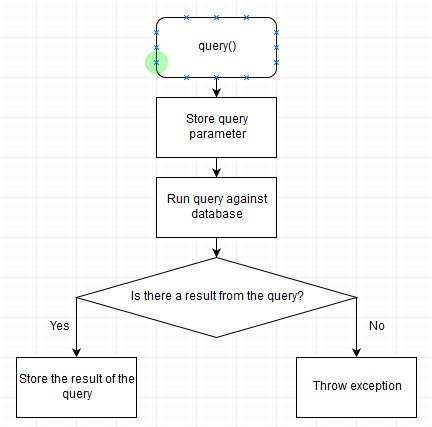 query()
Store query
parameter
Run query against
database
Is there a result from the query?
Yes
No
Store the result of the
query
Throw exception